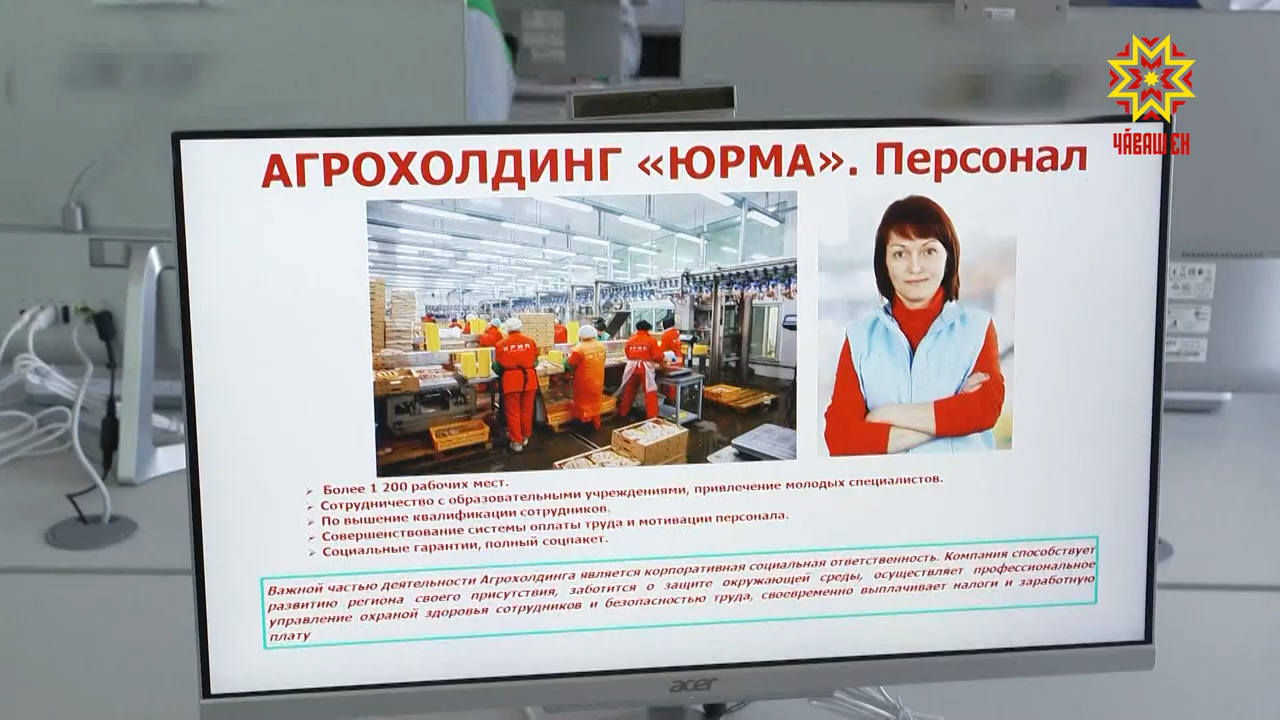 ЧӐВАШ ЕН
АГРОХОЛДИНГ «ЮРМА». Персонал
ЮРМА
Более 1 200 рабочих мест.
Сотрудничество с образовательными учреждениями, привлечение молодых специалистов.
По вышение квалификации сотрудников.
Совершенствование системы оплаты труда и мотивации персонала.
Социальные гарантии, полный соцпакет.
Важной частью деятельности Агрохолдинга является корпоративная социальная ответственность. Компания способствует
развитию региона своего присутствия, заботится о защите окружающей среды, осуществляет профессиональное
управление охраной здоровья сотрудников и безопасностью труда, своевременно выплачивает налоги и заработную
плату
acer